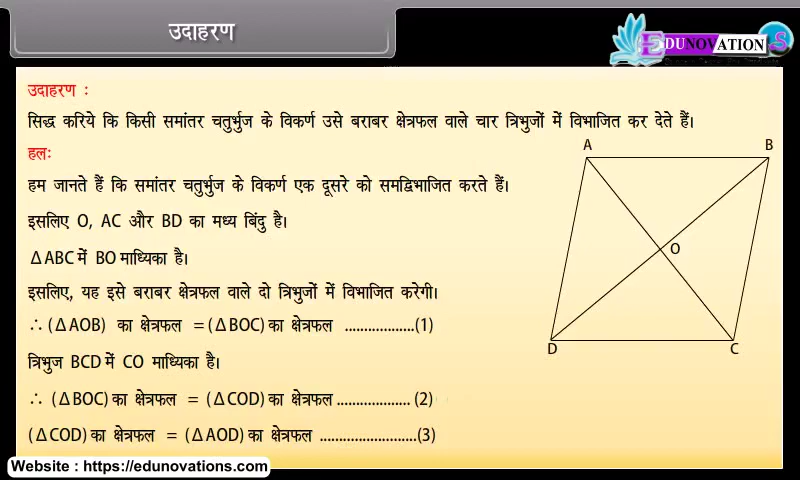 उदाहरण
EDUNOVATION S
उदाहरण :
सिद्ध करिये कि किसी समांतर चतुर्भुज के विकर्ण उसे बराबर क्षेत्रफल वाले चार त्रिभुजों में विभाजित कर देते हैं।
हलः
हम जानते हैं कि समांतर चतुर्भुज के विकर्ण एक दूसरे को समद्विभाजित करते हैं।
इसलिए O, AC और BD का मध्य बिंदु है।
ΔABC में BO माध्यिका है।
इसलिए, यह इसे बराबर क्षेत्रफल वाले दो त्रिभुजों में विभाजित करेगी।
∴ (ΔAOB) का क्षेत्रफल = (ΔBOC) का क्षेत्रफल ..................(1)
त्रिभुज BCD में CO माध्यिका है।
∴ (ΔBOC) का क्षेत्रफल = (ΔCOD) का क्षेत्रफल ................... (2)
(ΔCOD) का क्षेत्रफल = (ΔAOD) का क्षेत्रफल .........................(3)
A B
O
D C
Website : https://edunovations.com